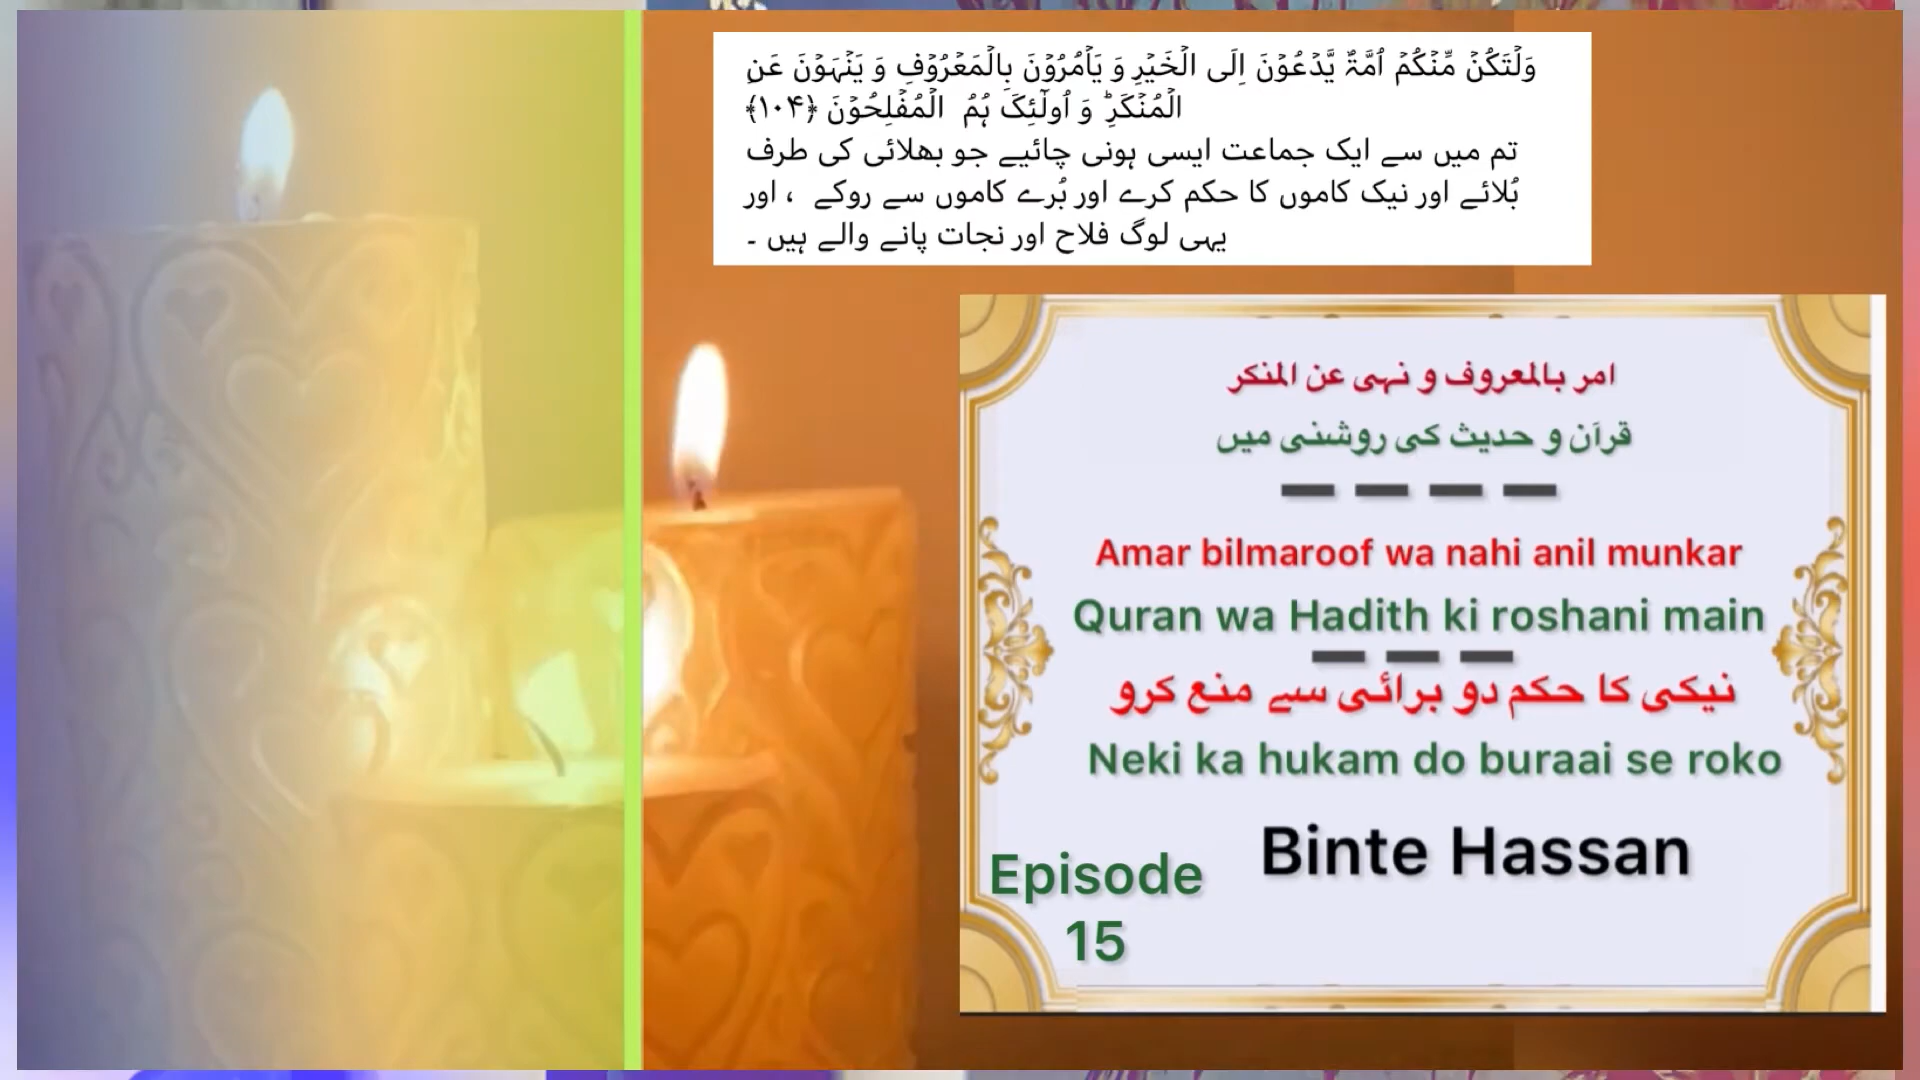 وَلۡتَکُنۡ مِّنۡکُمۡ اُمَّۃٌ یَّدۡعُوۡنَ اِلَی الۡخَیۡرِ وَ یَاۡمُرُوۡنَ بِالۡمَعۡرُوۡفِ وَ یَنۡہَوۡنَ عَنِ
الۡمُنۡکَرِؕ وَ اُولٰٓئِکَ ہُمُ الۡمُفۡلِحُوۡنَ ﴿۱۰۴﴾
تم میں سے ایک جماعت ایسی ہونی چائیے جو بھلائی کی طرف
بُلائے اور نیک کاموں کا حکم کرے اور بُرے کاموں سے روکے ، اور
یہی لوگ فلاح اور نجات پانے والے ہیں ۔
امر بالمعروف و نہی عن المنکر
قرآن و حدیث کی روشنی میں
Amar bilmaroof wa nahi anil munkar
Quran wa Hadith ki roshani main
نیکی کا حکم دو برائی سے منع کرو
Neki ka hukam do buraai se roko
Binte Hassan
Episode
15